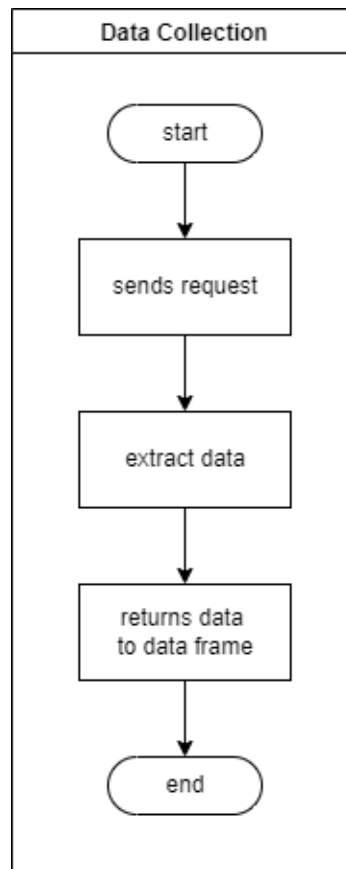 Data Collection
start
sends request
extract data
returns data
to data frame
end